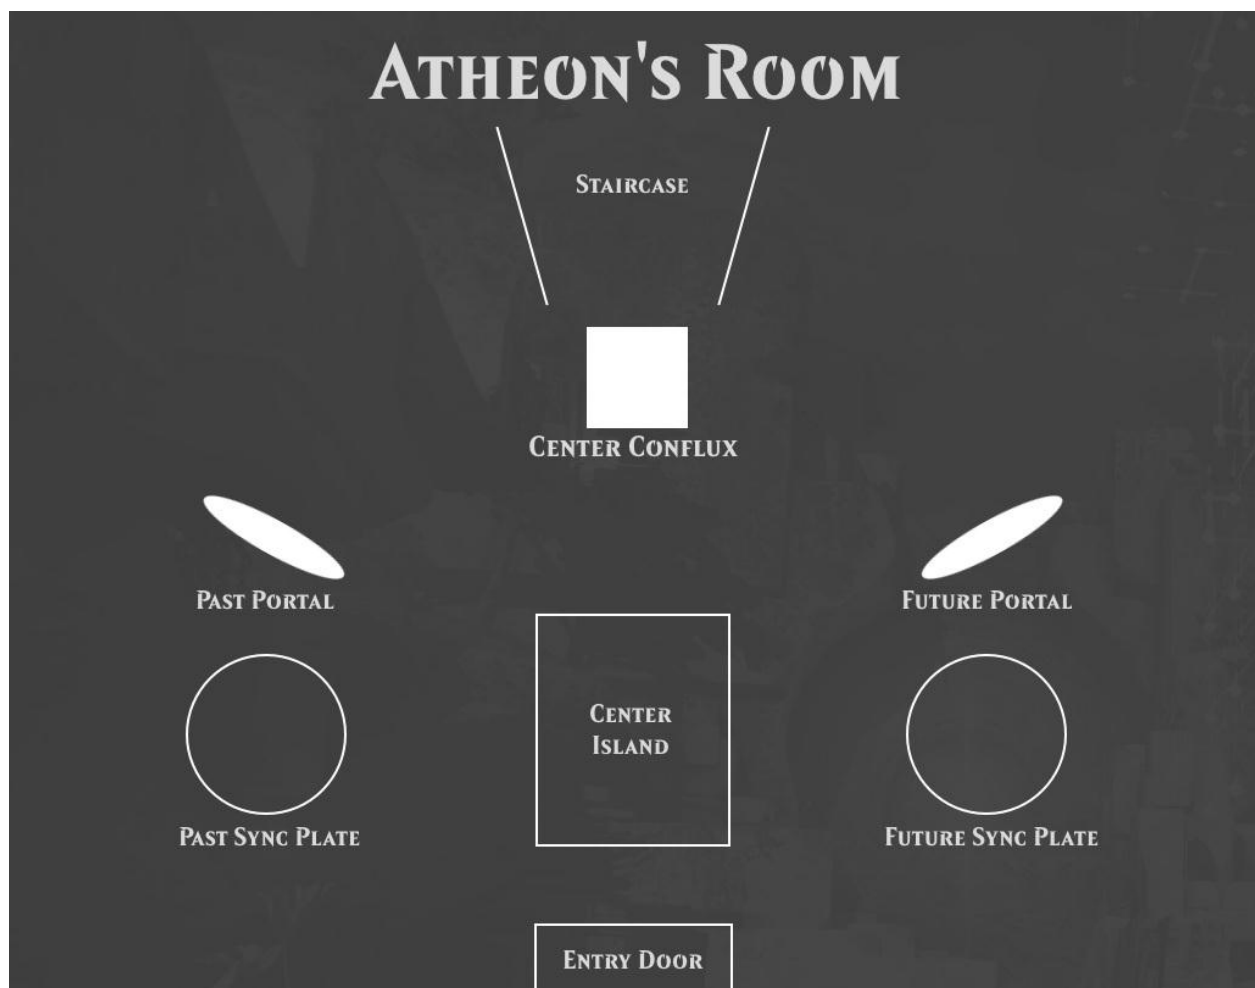 Atheon's Room
Staircase
Center Conflux
Past Portal
Future Portal
Center
Island
Past Sync Plate
Future Sync Plate
Entry Door